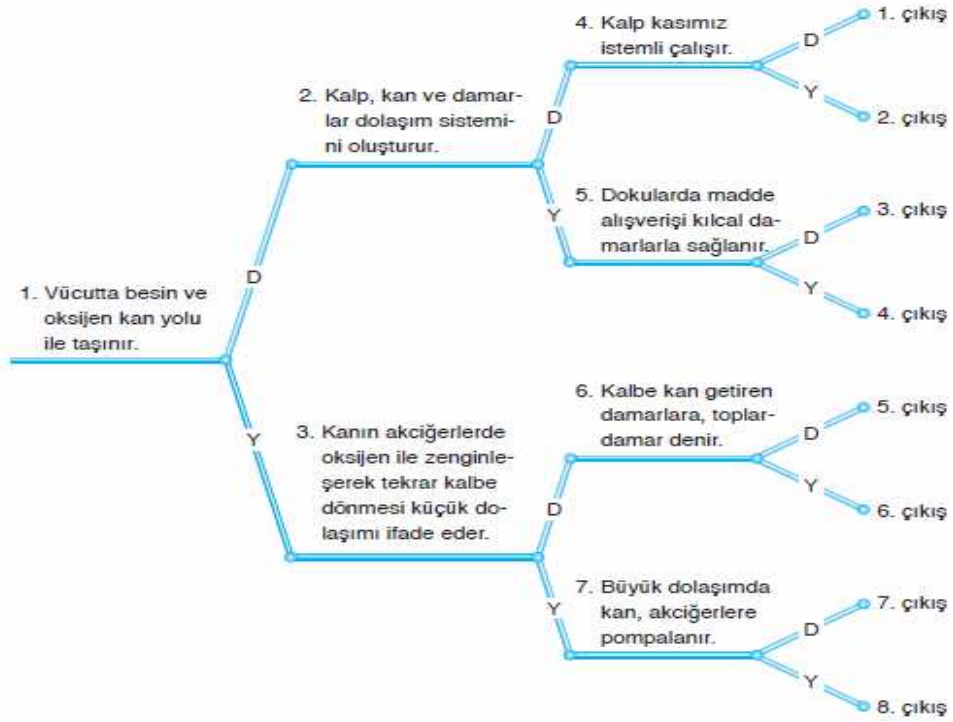 4. Kalp kasımız
istemli çalışır.
D
1. çıkış
Y
2. çıkış
2. Kalp, kan ve damar-
lar dolaşım sistemi-
ni oluşturur.
D
Y
5. Dokularda madde
alışverişi kılcal da-
marlarla sağlanır.
D
3. çıkış
Y
4. çıkış
1. Vücutta besin ve
oksijen kan yolu
ile taşınır.
D
Y
6. Kalbe kan getiren
damarlara, toplar-
damar denir.
D
5. çıkış
Y
6. çıkış
3. Kanın akciğerlerde
oksijen ile zenginle-
şerek tekrar kalbe
dönmesi küçük do-
laşımı ifade eder.
D
Y
7. Büyük dolaşımda
kan, akciğerlere
pompalanır.
D
7. çıkış
Y
8. çıkış